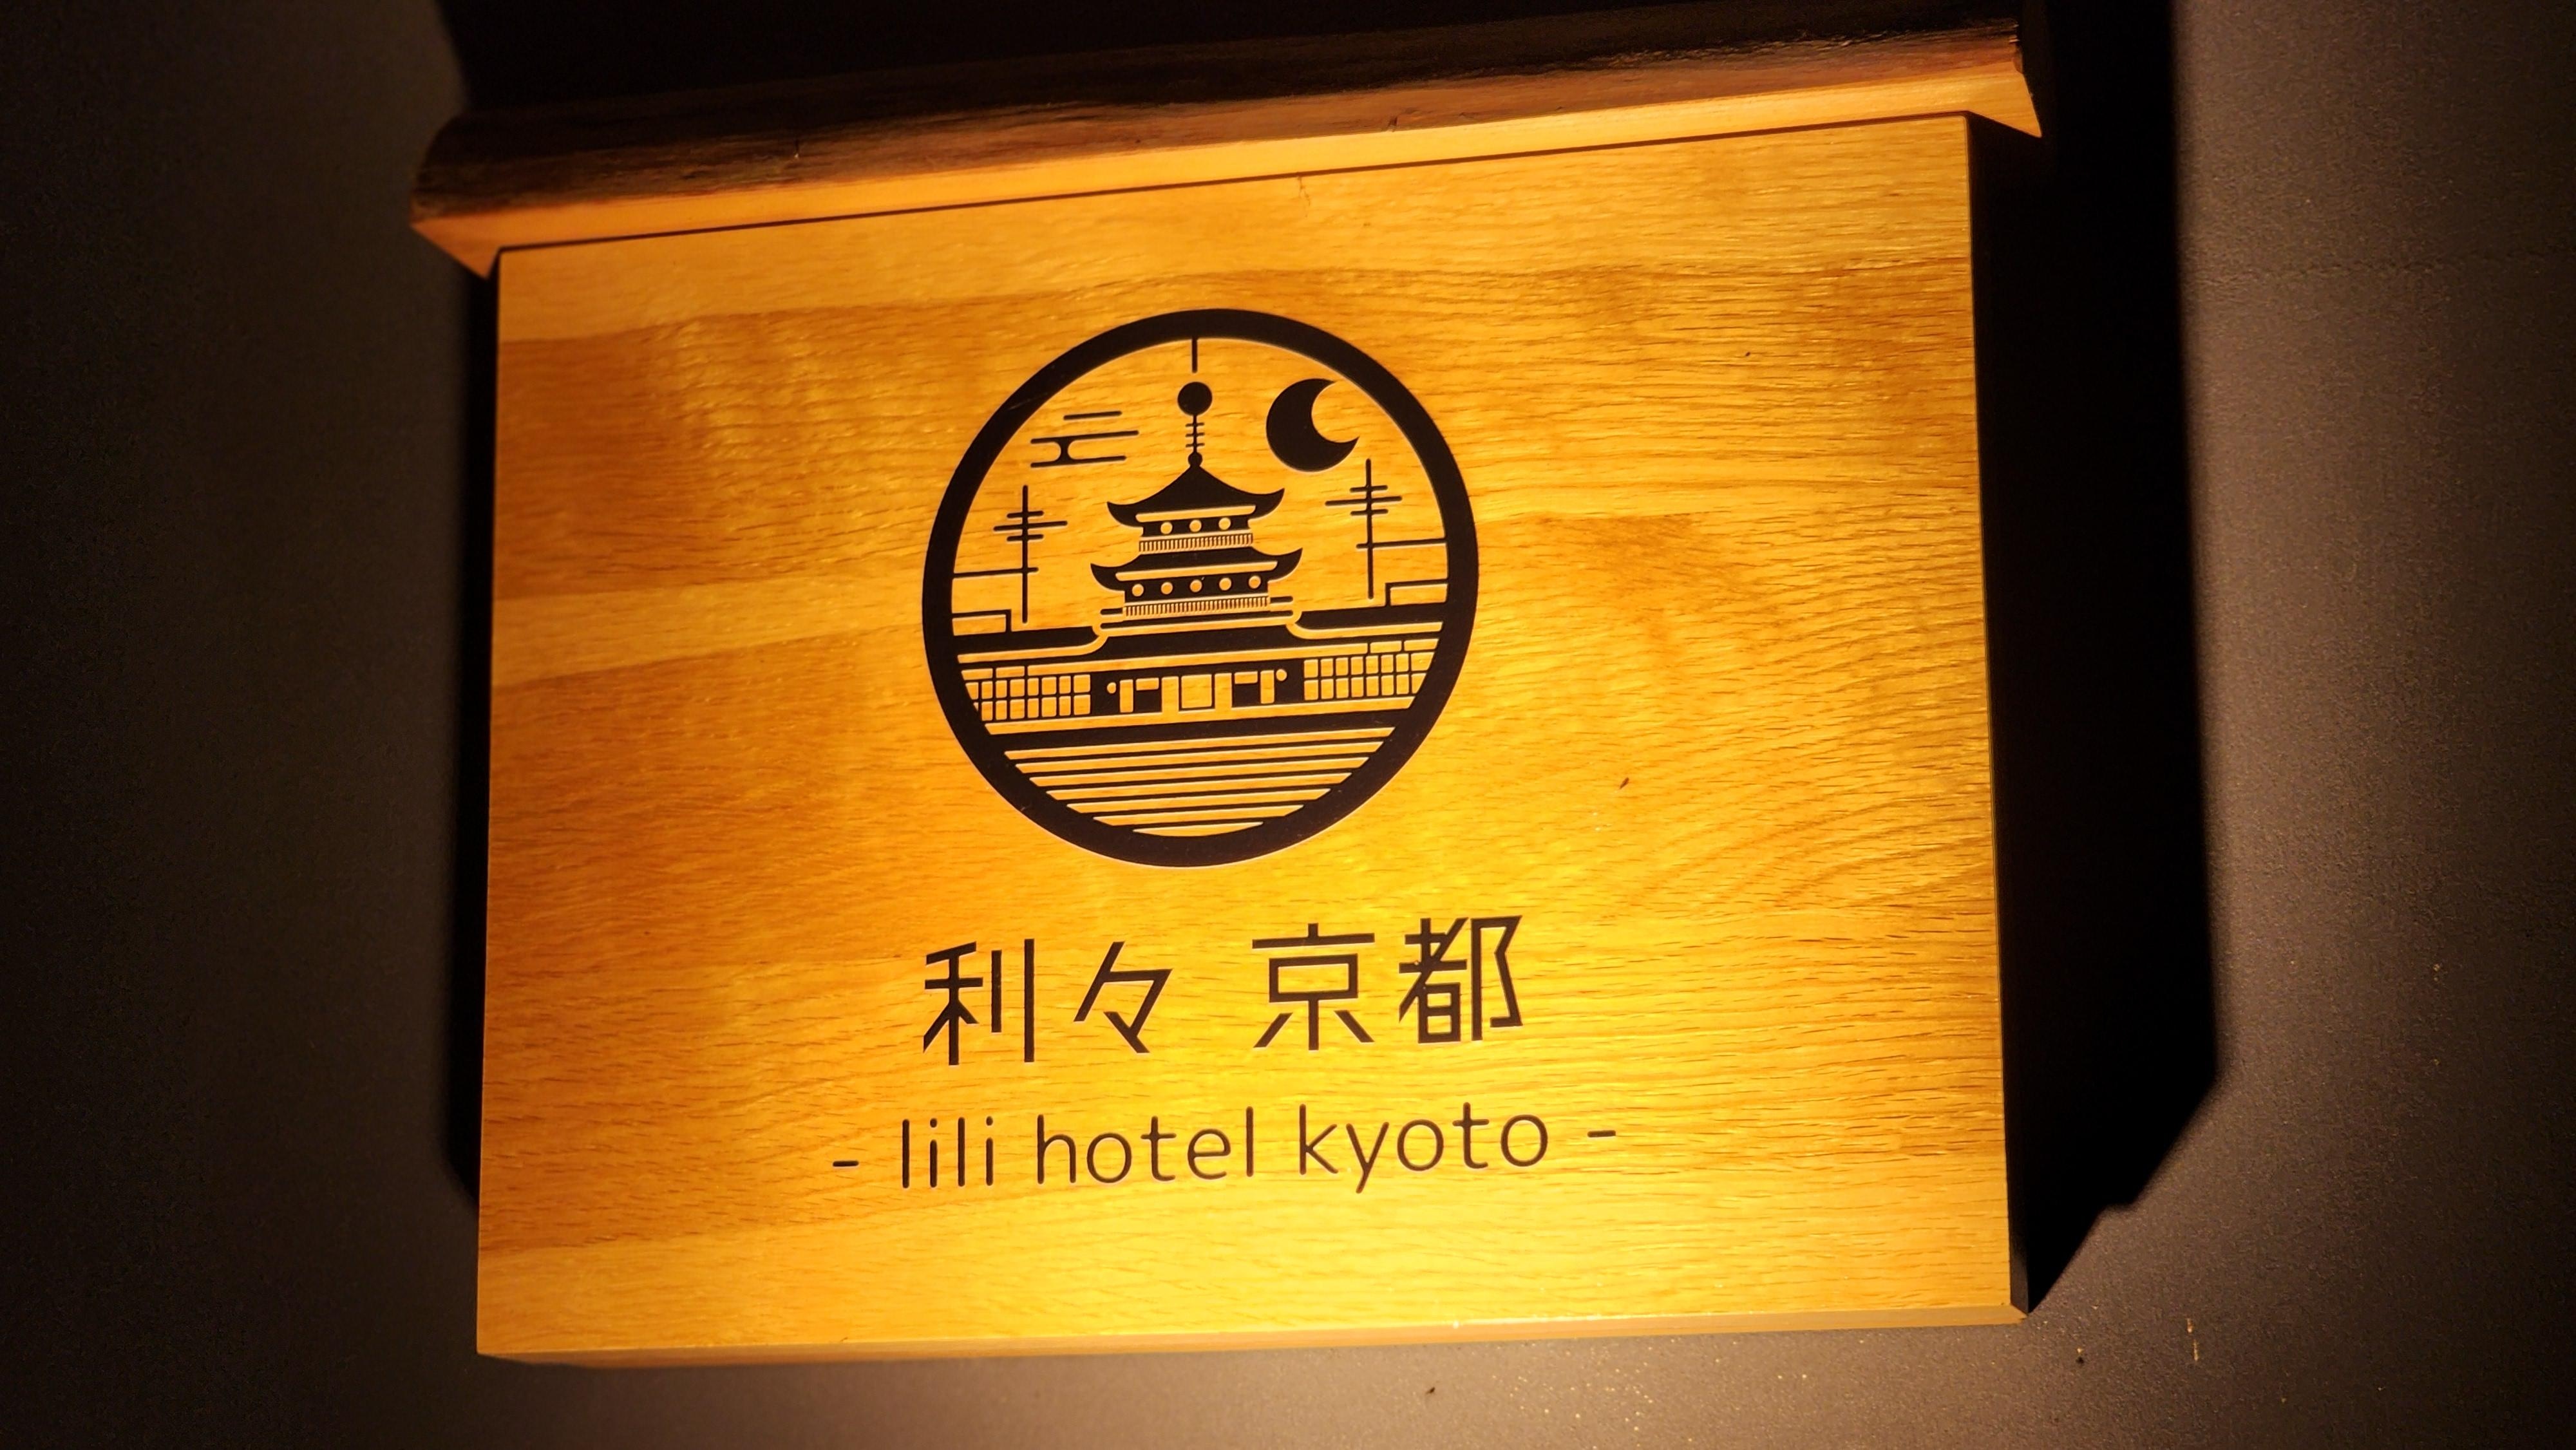 利々 京都
- lili hotel kyoto -